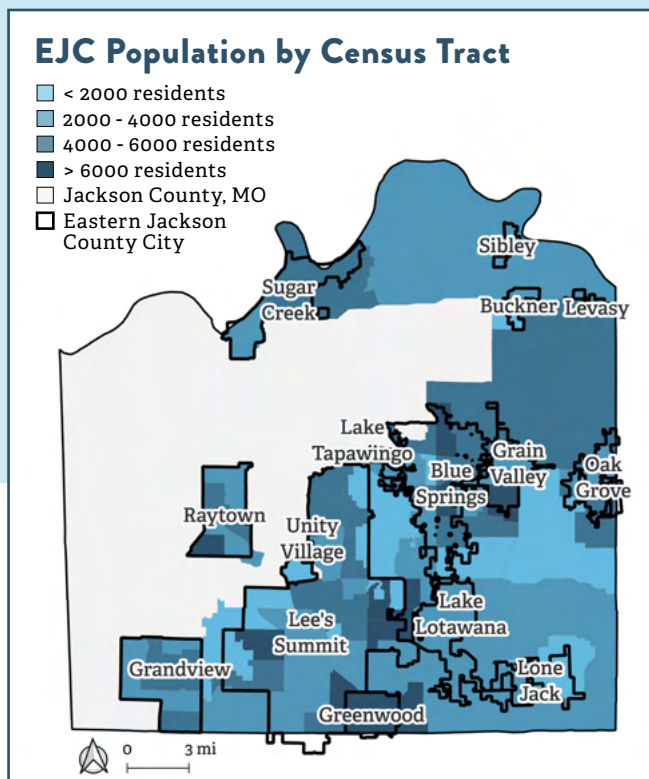 EJC Population by Census Tract
< 2000 residents
2000 - 4000 residents
4000 - 6000 residents
> 6000 residents
Jackson County, MO
Eastern Jackson
County City
Sibley
Sugar
Creek
Buckner
Levasy
Lake
Tapawingo
Blue
Springs
Grain
Valley
Oak
Grove
Raytown
Unity
Village
Lake
Lotawana
Lee's
Summit
Grandview
Lone
Jack
Greenwood
0 3 mi